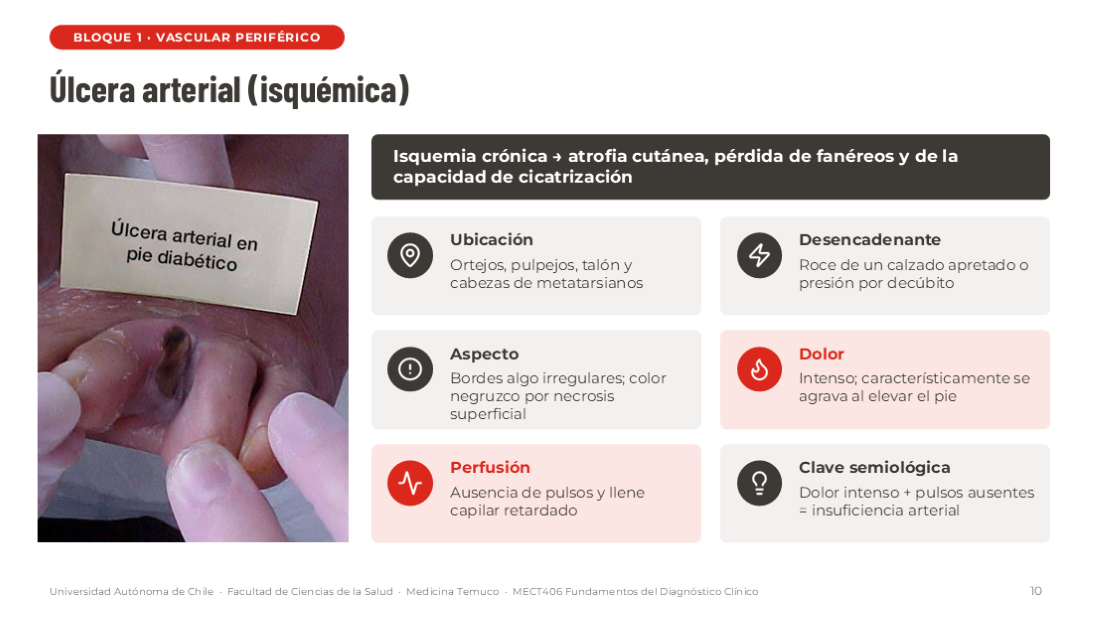 BLOQUE 1 · VASCULAR PERIFÉRICO
Úlcera arterial (isquémica)
Úlcera arterial en
pie diabético
Isquemia crónica → atrofia cutánea, pérdida de fanéreos y de la
capacidad de cicatrización
Ubicación
Ortejos, pulpejos, talón y
cabezas de metatarsianos
Desencadenante
Roce de un calzado apretado o
presión por decúbito
Aspecto
Bordes algo irregulares; color
negruzco por necrosis
superficial
Dolor
Intenso; característicamente se
agrava al elevar el pie
Perfusión
Ausencia de pulsos y llene
capilar retardado
Clave semiológica
Dolor intenso + pulsos ausentes
= insuficiencia arterial
Universidad Autónoma de Chile · Facultad de Ciencias de la Salud · Medicina Temuco · MECT406 Fundamentos del Diagnóstico Clínico
10